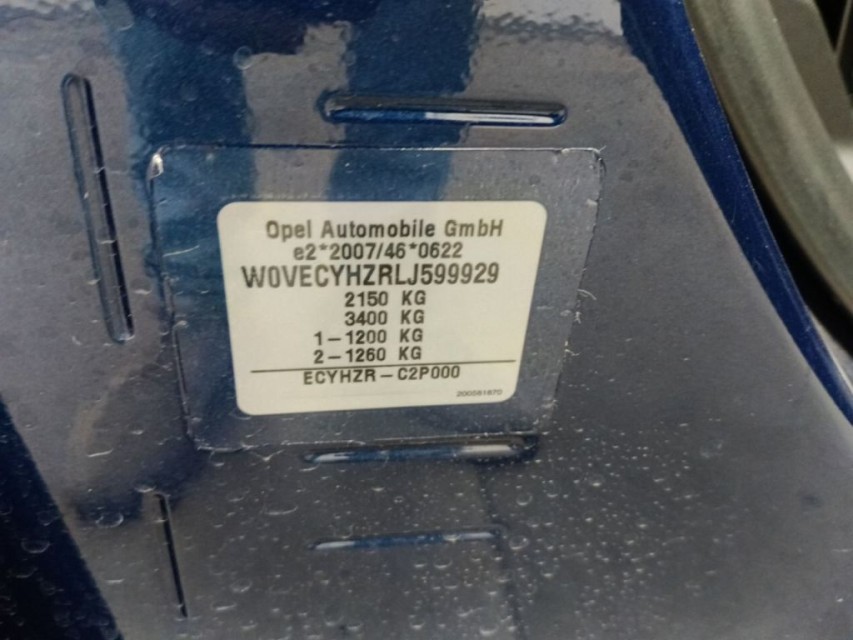 Opel Automobile GmbH
e2*2007/46*0622
W0VECYHZRLJ599929
2150 KG
3400 KG
1-1200 KG
2-1260 KG
ECYHZR-C2P000